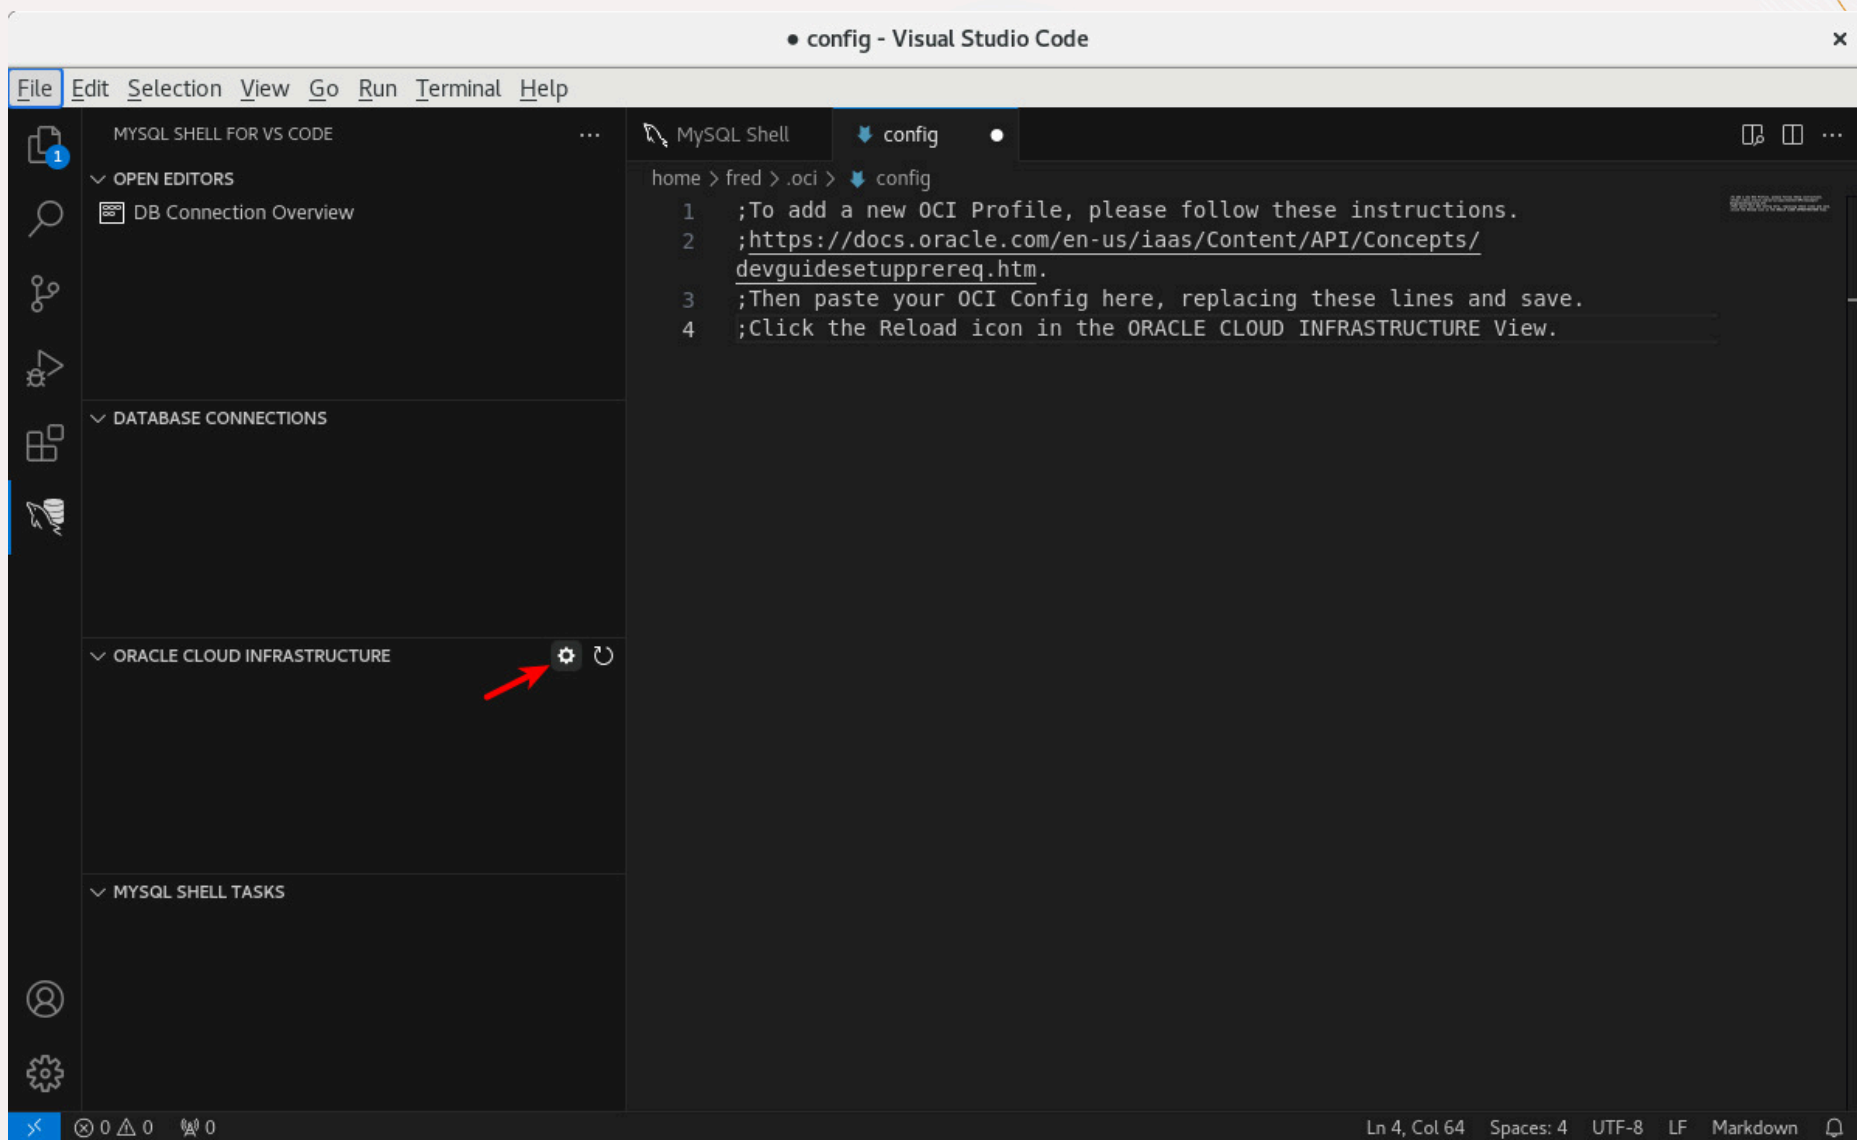 ● config - Visual Studio Code
File Edit Selection View Go Run Terminal Help
1
MYSQL SHELL FOR VS CODE
OPEN EDITORS
DB Connection Overview
DATABASE CONNECTIONS
ORACLE CLOUD INFRASTRUCTURE
MYSQL SHELL TASKS
MySQL Shell config
home > fred > .oci > config
1 ;To add a new OCI Profile, please follow these instructions.
2 ;https://docs.oracle.com/en-us/iaas/Content/API/Concepts/
devguidesetupprereq.htm.
3 ;Then paste your OCI Config here, replacing these lines and save.
4 ;Click the Reload icon in the ORACLE CLOUD INFRASTRUCTURE View.
0 0 0 Ln 4, Col 64 Spaces: 4 UTF-8 LF Markdown